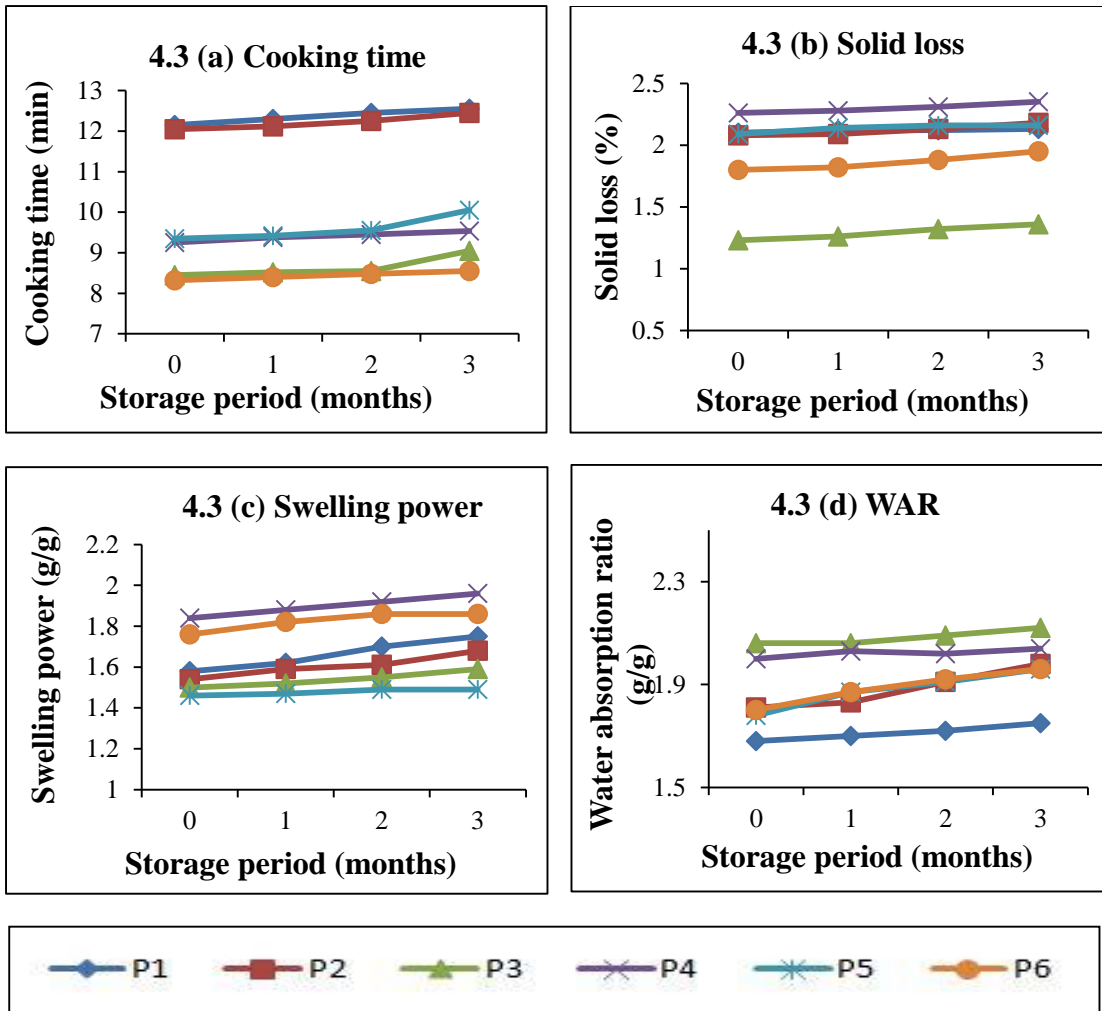 4.3 (a) Cooking time
Cooking time (min)
13
12
11
10
9
8
7
0 1 2 3
Storage period (months)
4.3 (b) Solid loss
Solid loss (%)
2.5
2
1.5
1
0.5
0 1 2 3
Storage period (months)
4.3 (c) Swelling power
Swelling power (g/g)
2.2
2
1.8
1.6
1.4
1.2
1
0 1 2 3
Storage period (months)
4.3 (d) WAR
Water absorption ratio
(g/g)
2.3
1.9
1.5
0 1 2 3
Storage period (months)
P1 P2 P3 P4 P5 P6